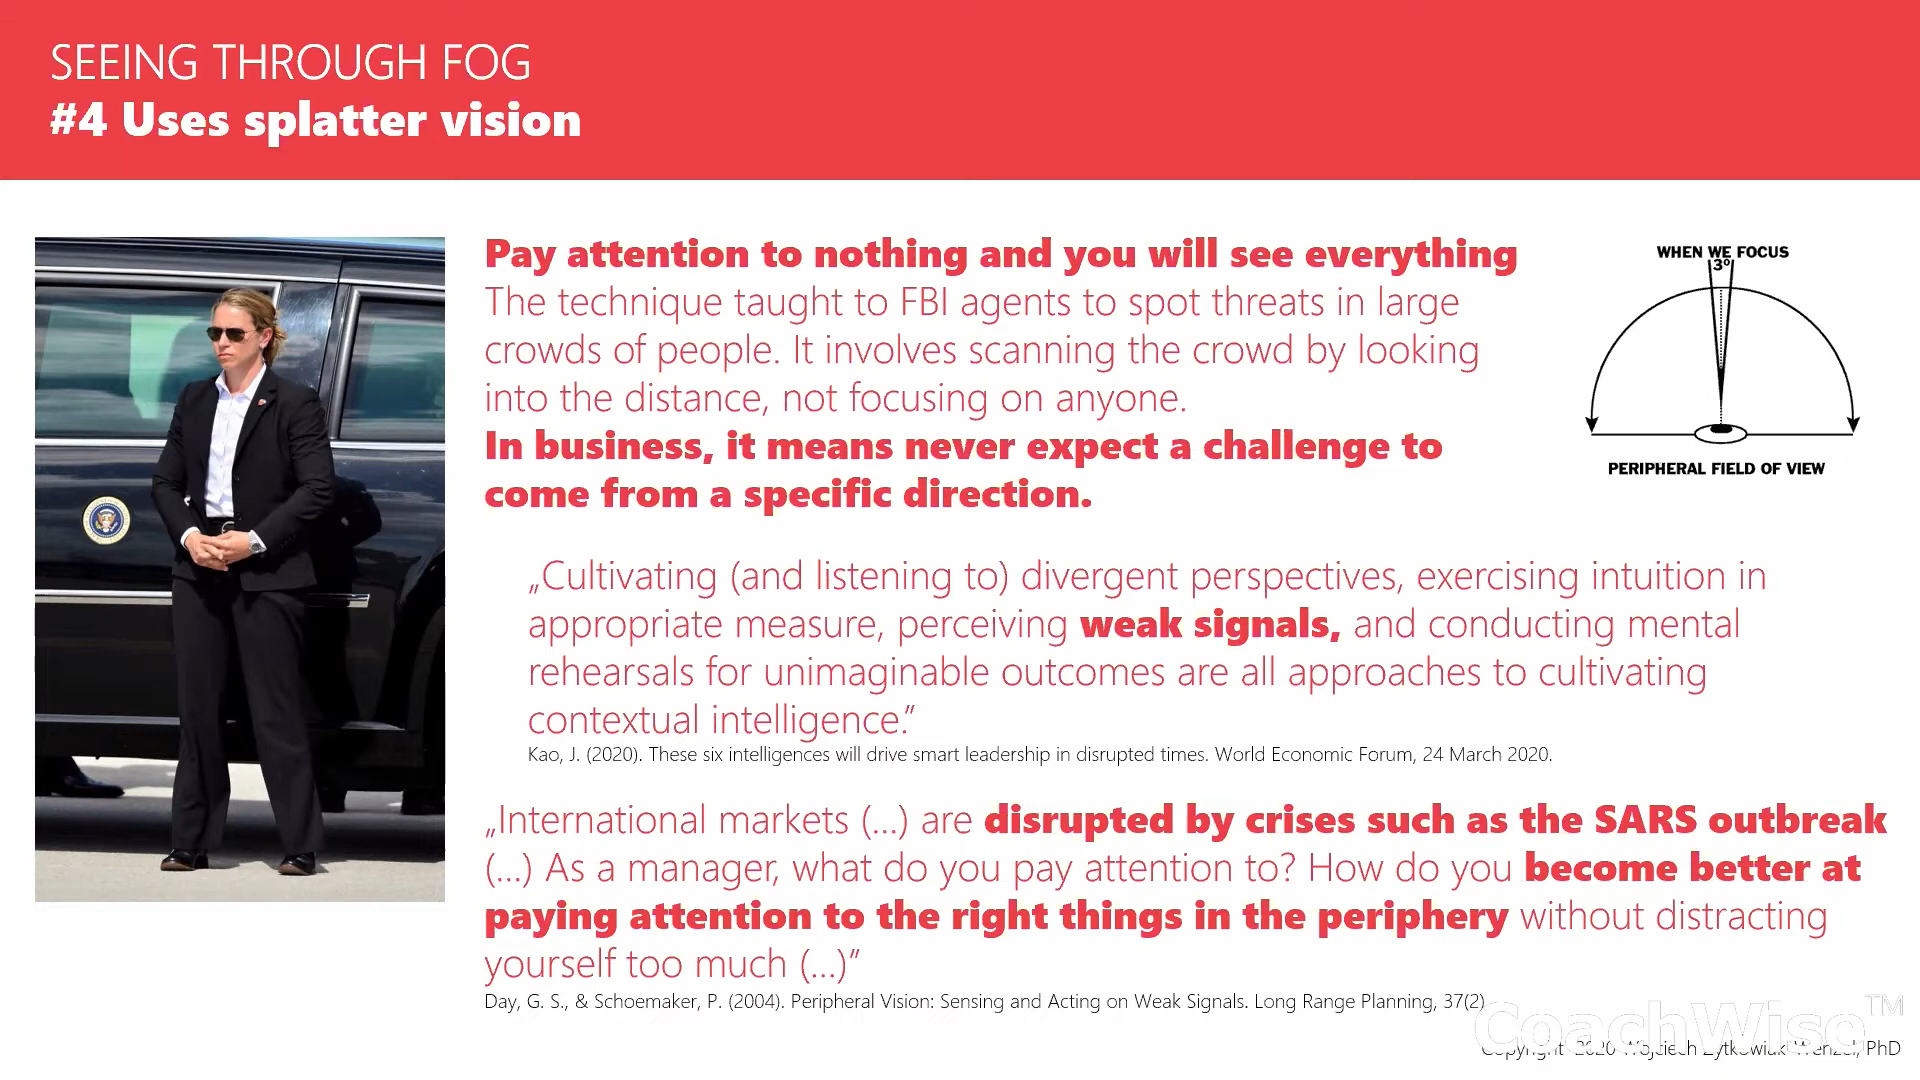 SEEING THROUGH FOG
#4 Uses splatter vision
Pay attention to nothing and you will see everything
The technique taught to FBI agents to spot threats in large
crowds of people. It involves scanning the crowd by looking
into the distance, not focusing on anyone.
In business, it means never expect a challenge to
come from a specific direction.
WHEN WE FOCUS
3º
PERIPHERAL FIELD OF VIEW
„Cultivating (and listening to) divergent perspectives, exercising intuition in
appropriate measure, perceiving weak signals, and conducting mental
rehearsals for unimaginable outcomes are all approaches to cultivating
contextual intelligence.”
Kao, J. (2020). These six intelligences will drive smart leadership in disrupted times. World Economic Forum, 24 March 2020.
„International markets (...) are disrupted by crises such as the SARS outbreak
(...) As a manager, what do you pay attention to? How do you become better at
paying attention to the right things in the periphery without distracting
yourself too much (...)”
Day, G. S., & Schoemaker, P. (2004). Peripheral Vision: Sensing and Acting on Weak Signals. Long Range Planning, 37(2)
CoachWise™
Copyright 2020 Wojciech Zytkowiak-Wenzel, PhD